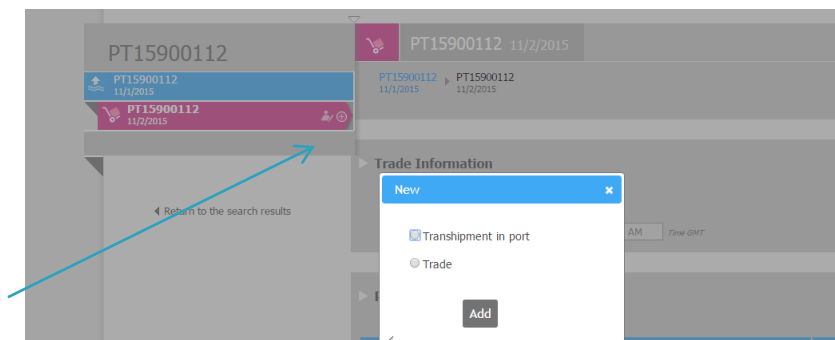 PT15900112
PT15900112
11/1/2015
PT15900112
11/2/2015
Return to the search results
PT15900112 11/2/2015
PT15900112 PT15900112
11/1/2015 11/2/2015
Trade Information
New
Transhipment in port
AM Time GMT
Trade
Add